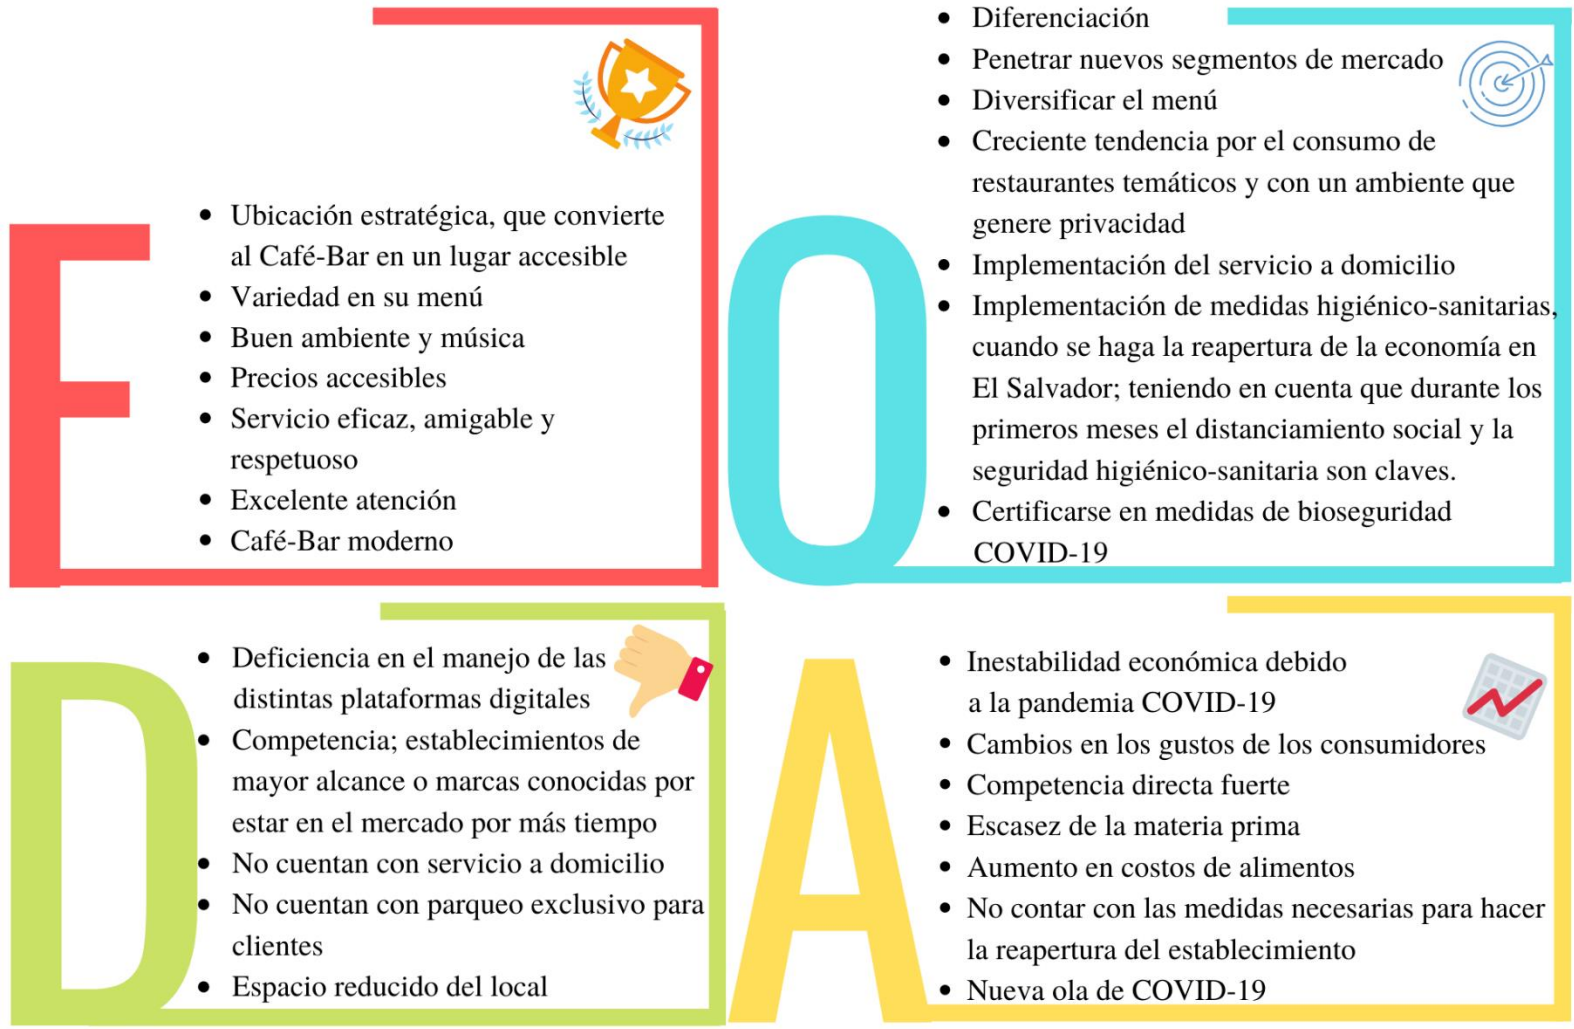 F
Ubicación estratégica, que convierte
al Café-Bar en un lugar accesible
Variedad en su menú
Buen ambiente y música
Precios accesibles
Servicio eficaz, amigable y
respetuoso
Excelente atención
Café-Bar moderno
O
Diferenciación
Penetrar nuevos segmentos de mercado
Diversificar el menú
Creciente tendencia por el consumo de
restaurantes temáticos y con un ambiente que
genere privacidad
Implementación del servicio a domicilio
Implementación de medidas higiénico-sanitarias,
cuando se haga la reapertura de la economía en
El Salvador; teniendo en cuenta que durante los
primeros meses el distanciamiento social y la
seguridad higiénico-sanitaria son claves.
Certificarse en medidas de bioseguridad
COVID-19
D
Deficiencia en el manejo de las
distintas plataformas digitales
Competencia; establecimientos de
mayor alcance o marcas conocidas por
estar en el mercado por más tiempo
No cuentan con servicio a domicilio
No cuentan con parqueo exclusivo para
clientes
Espacio reducido del local
A
Inestabilidad económica debido
a la pandemia COVID-19
Cambios en los gustos de los consumidores
Competencia directa fuerte
Escasez de la materia prima
Aumento en costos de alimentos
No contar con las medidas necesarias para hacer
la reapertura del establecimiento
Nueva ola de COVID-19